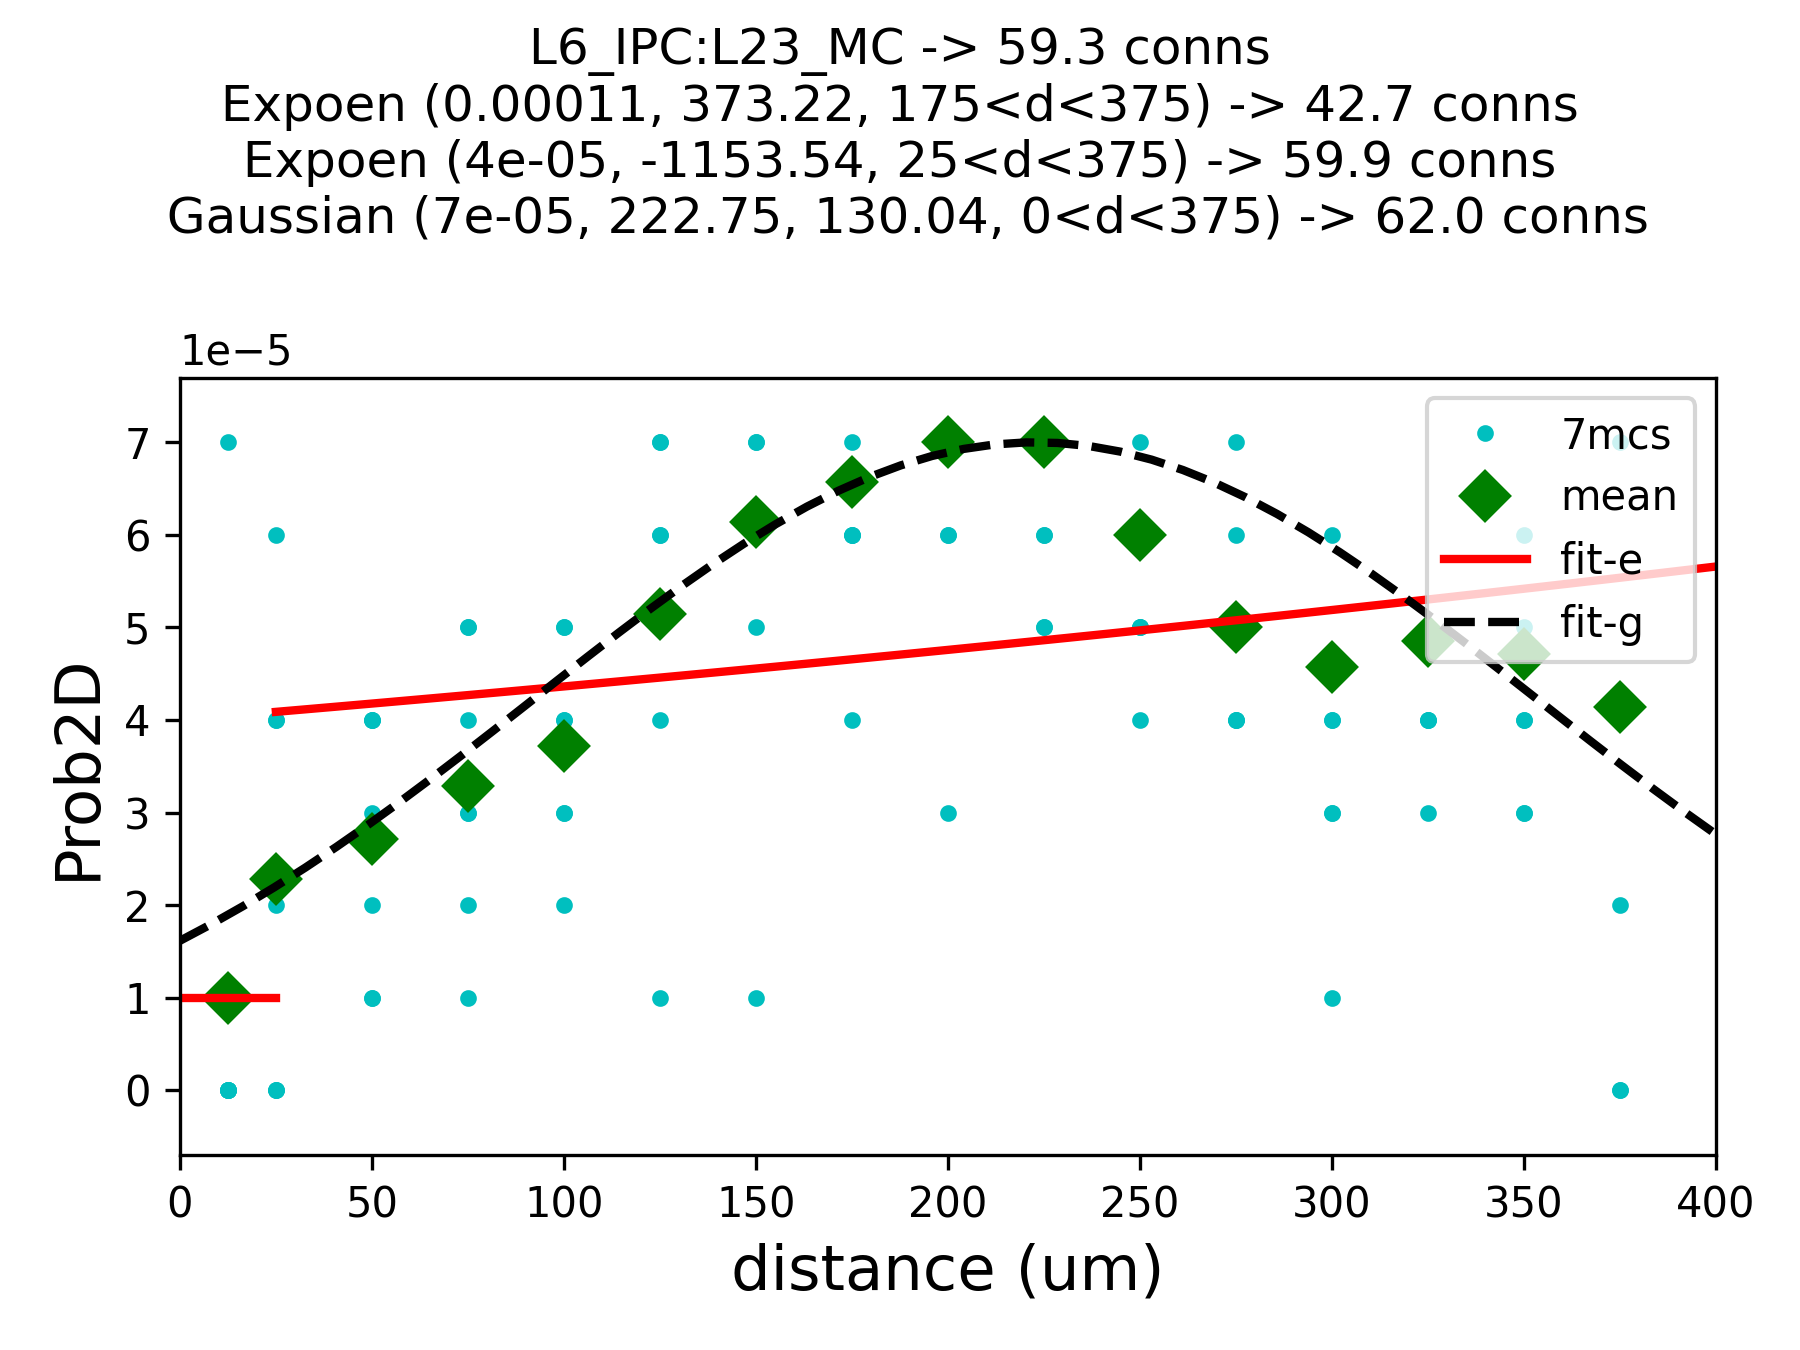 L6_IPC:L23_MC -> 59.3 conns
Expoen (0.00011, 373.22, 175<d<375) -> 42.7 conns
Expoen (4e-05, -1153.54, 25<d<375) -> 59.9 conns
Gaussian (7e-05, 222.75, 130.04, 0<d<375) -> 62.0 conns
1e−5
7mcs
mean
fit-e
fit-g
7
6
5
4
3
2
1
0
Prob2D
0 50 100 150 200 250 300 350 400
distance (um)